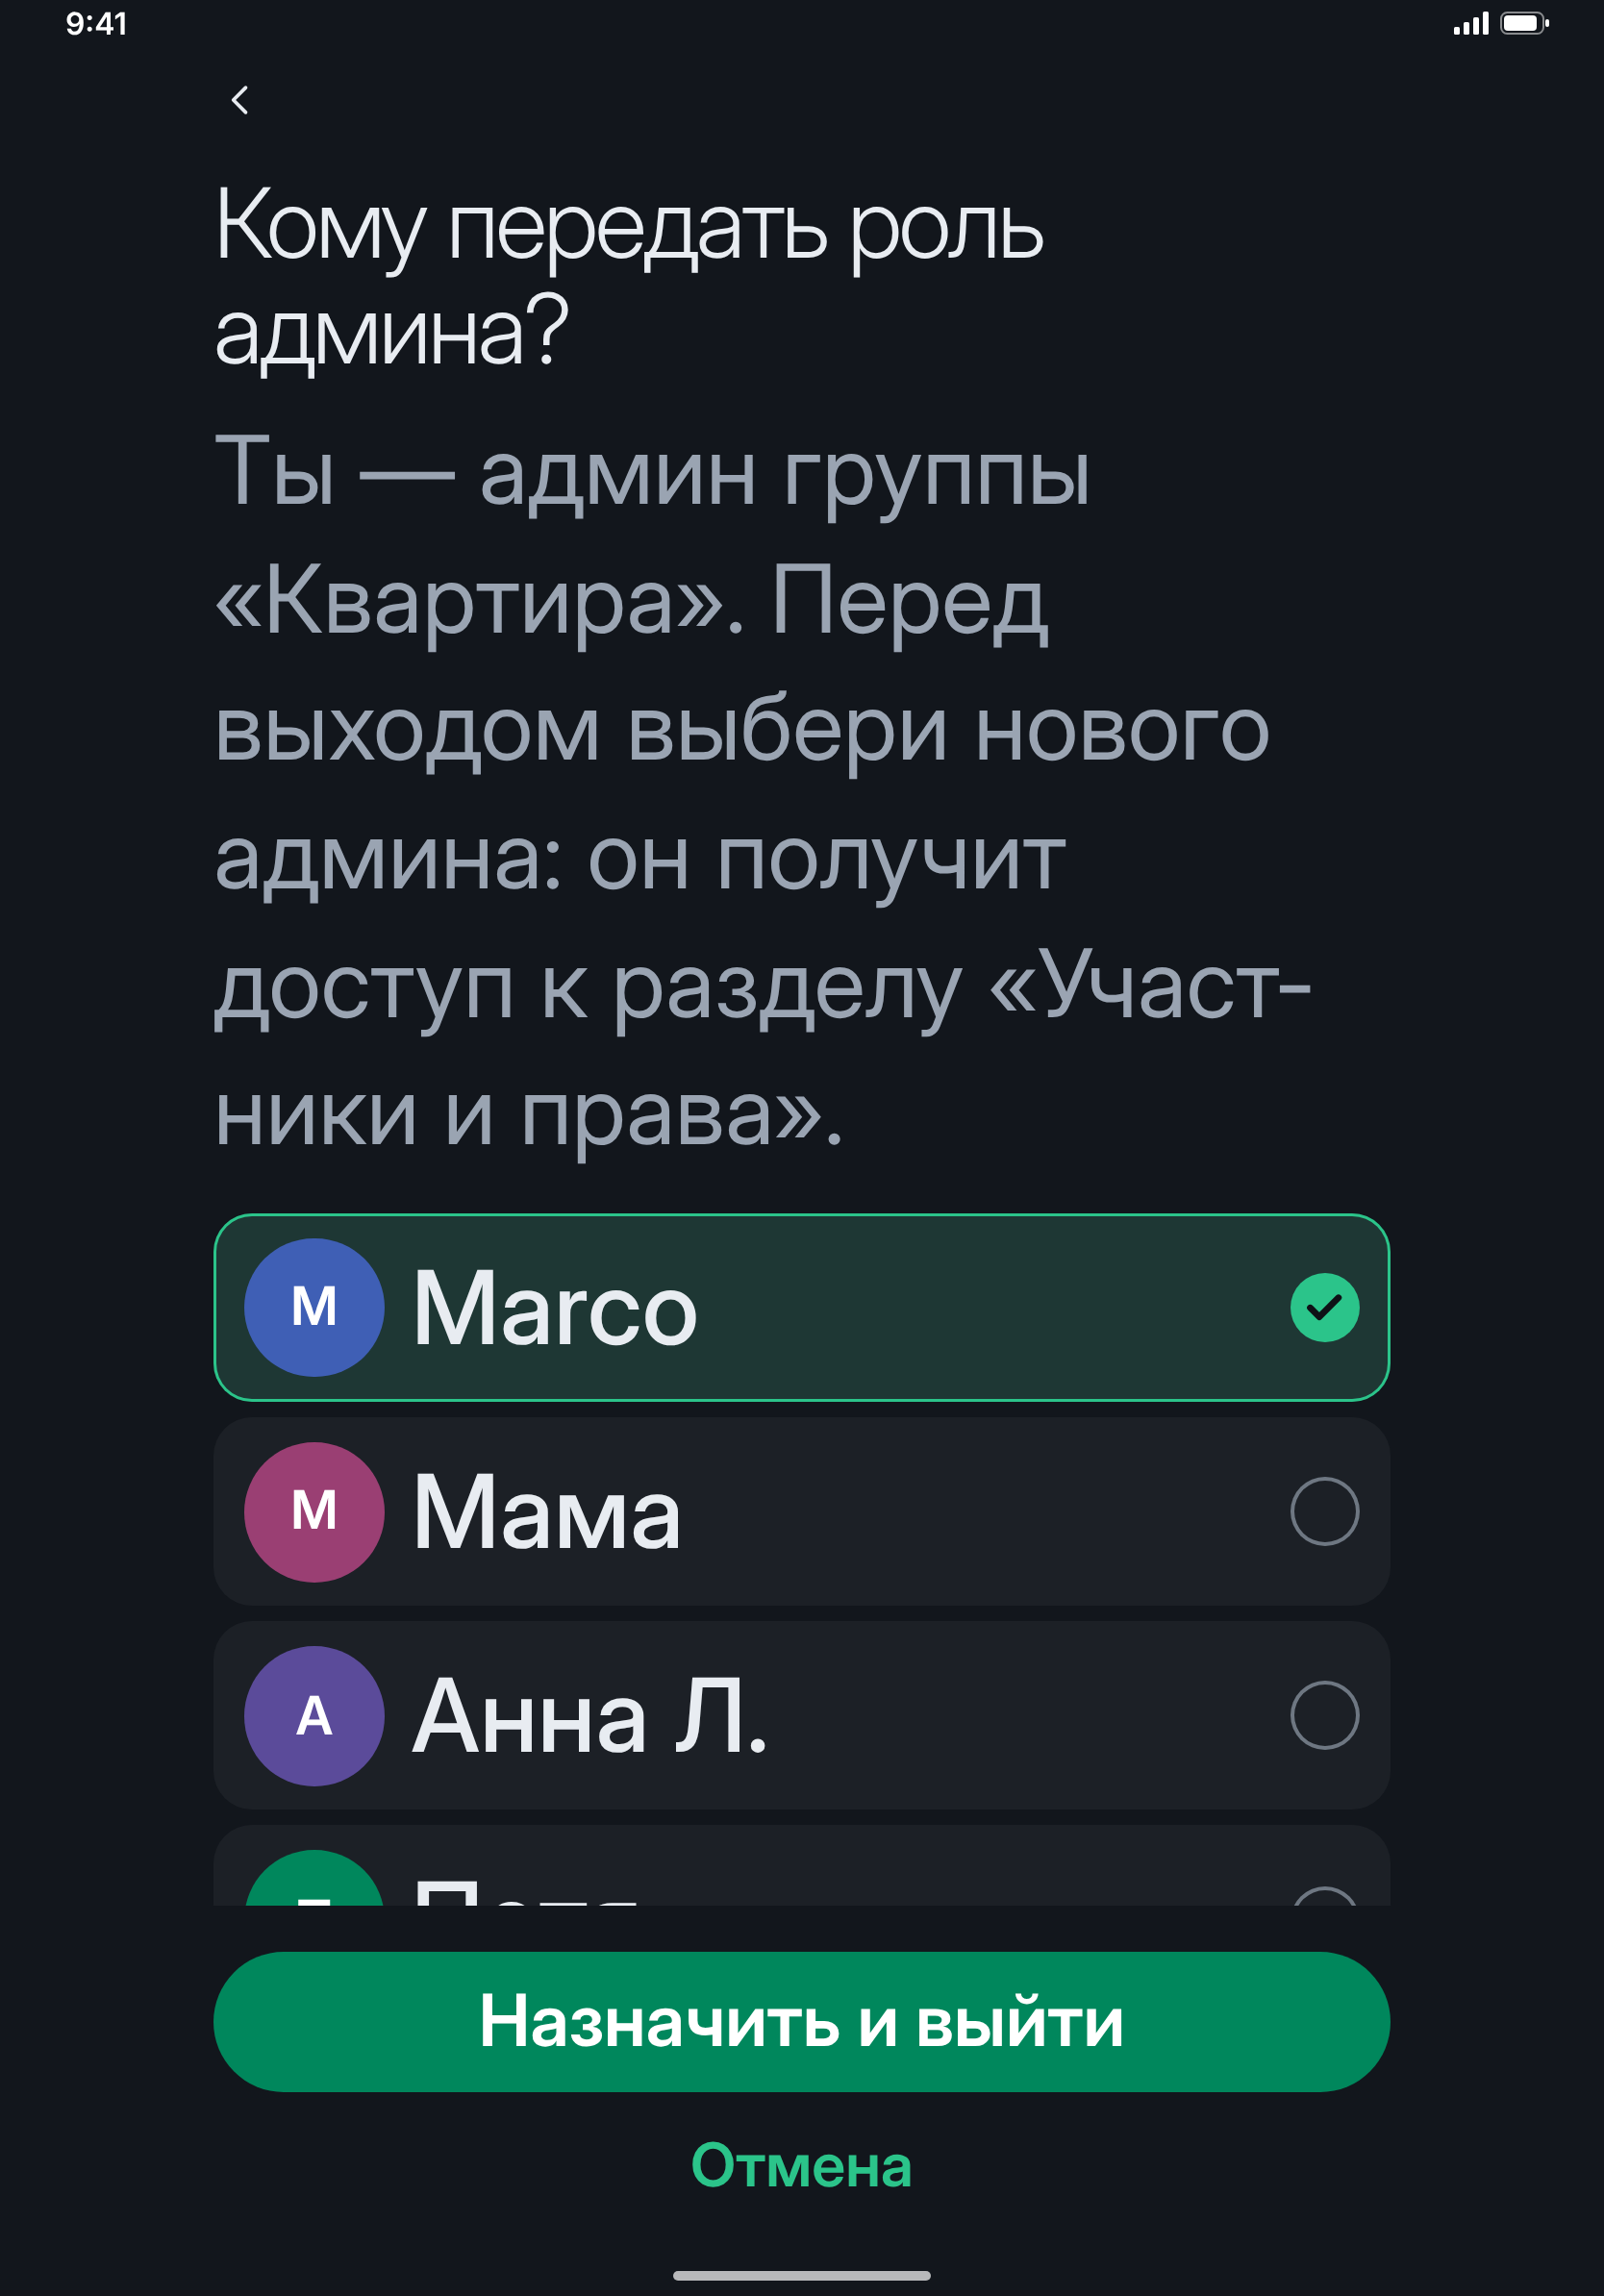 9:41
Кому передать роль
админа?
Ты — админ группы
«Квартира». Перед
выходом выбери нового
админа: он получит
доступ к разделу «Участ-
ники и права».
M Marco
М Мама
А Анна Л.
Назначить и выйти
Отмена